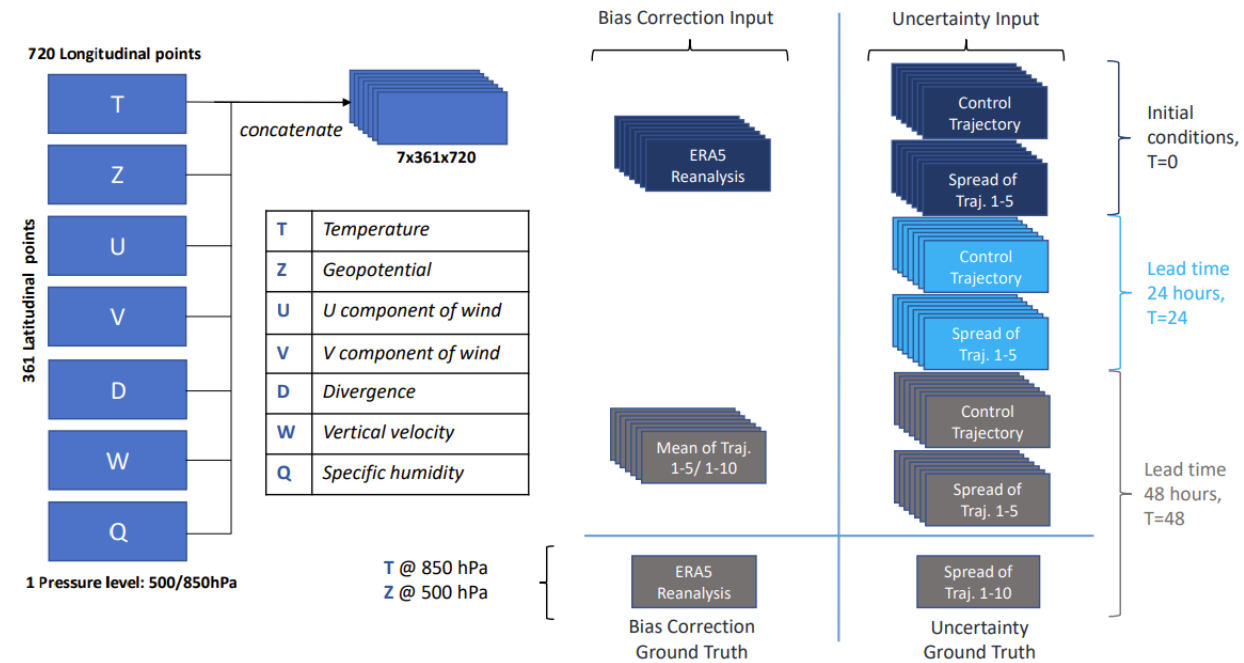 720 Longitudinal points
T
Z
U
V
D
W
Q
361 Latitudinal points
1 Pressure level: 500/850hPa
concatenate
7x361x720
T Temperature
Z Geopotential
U U component of wind
V V component of wind
D Divergence
W Vertical velocity
Q Specific humidity
T @ 850 hPa
Z @ 500 hPa
Bias Correction Input
ERA5
Reanalysis
Mean of Traj.
1-5/ 1-10
ERA5
Reanalysis
Bias Correction
Ground Truth
Uncertainty Input
Control
Trajectory
Spread of
Traj. 1-5
Control
Trajectory
Spread of
Traj. 1-5
Control
Trajectory
Spread of
Traj. 1-5
Spread of
Traj. 1-10
Uncertainty
Ground Truth
Initial
conditions,
T=0
Lead time
24 hours,
T=24
Lead time
48 hours,
T=48